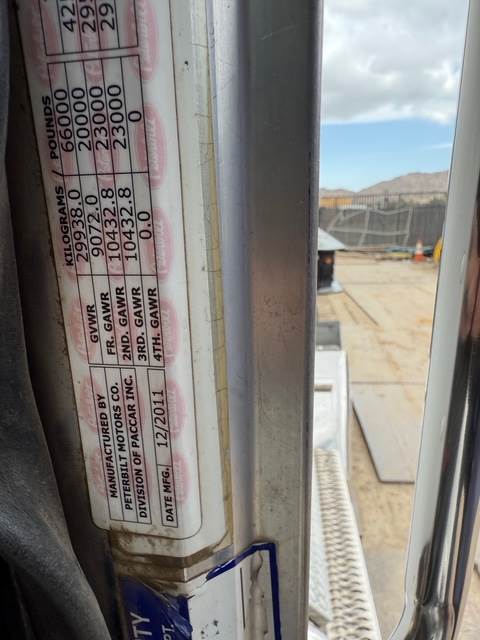 MANUFACTURED BY
PETERBILT MOTORS CO.
DIVISION OF PACCAR INC.
DATE MFG. 12/2011
KILOGRAMS / POUNDS
GVWR 29938.0 66000
FR. GAWR 9072.0 20000
2ND. GAWR 10432.8 23000
3RD. GAWR 10432.8 23000
4TH. GAWR 0.0 0